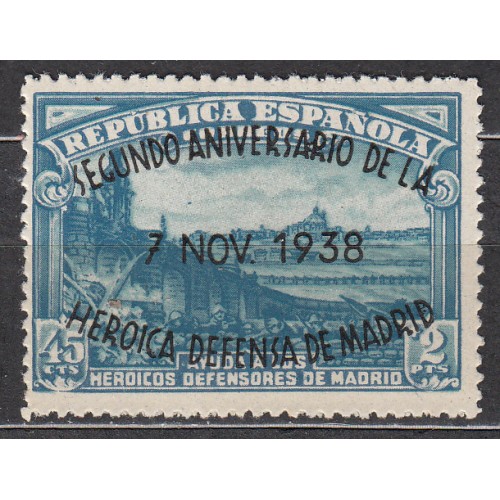 REPÚBLICA ESPAÑOLA
SEGUNDO ANIVERSARIO DE LA
7 NOV. 1938
HEROICA DEFENSA DE MADRID
45 CTS
2 PTS
HEROICOS DEFENSORES DE MADRID